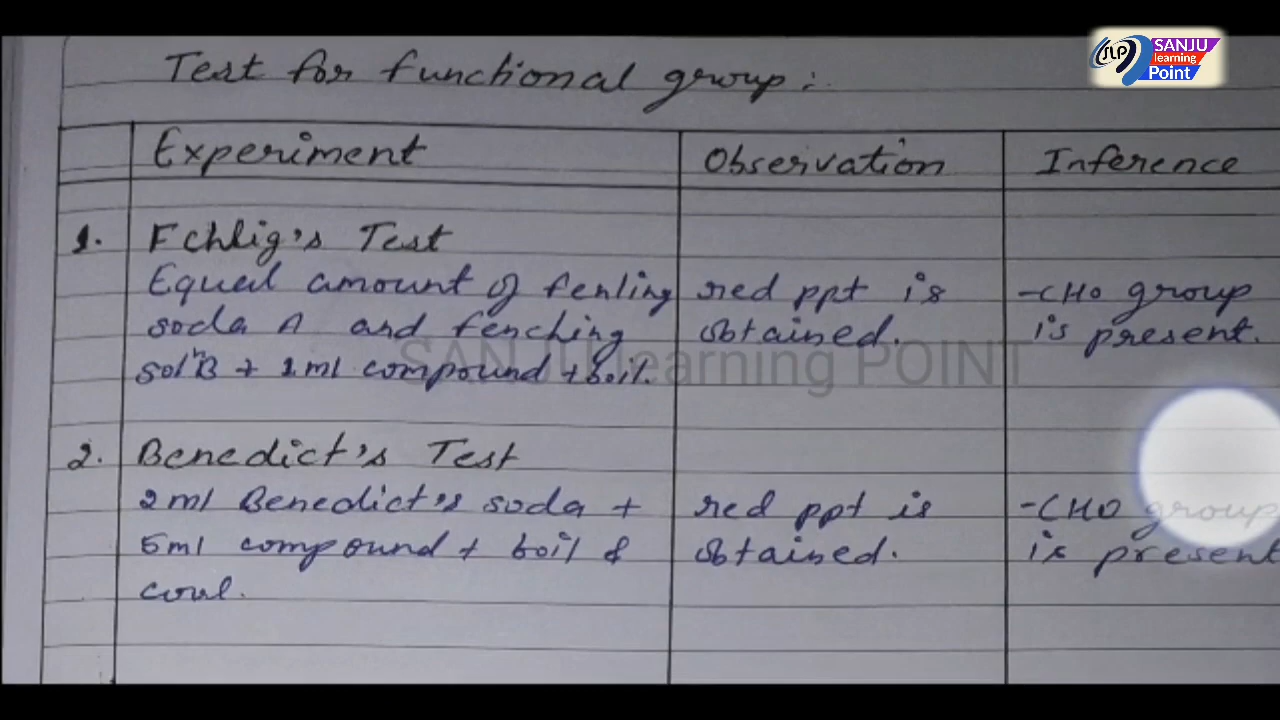 SANJU
learning
Point
SLP
Test for functional group :
Experiment Observation Inference
1. Fehlig's Test
Equal amount of fehling red ppt is -CHO group
soda A and fenching obtained. is present.
solⁿB + 1ml compound + boil.
SANJU learning POINT
2. Benedict's Test
2ml Benedict's soda + red ppt is -CHO group
5ml compound + boil & obtained. is present
cool.